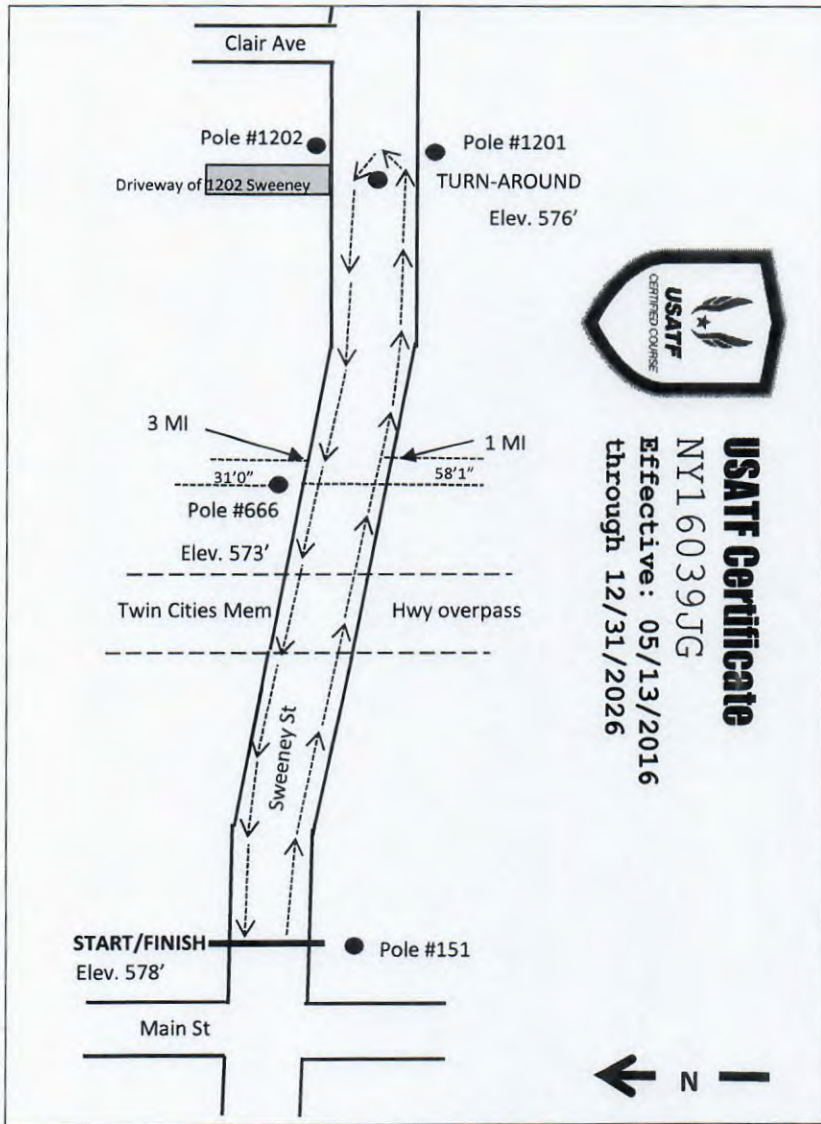 Clair Ave
Pole #1202
Pole #1201
Driveway of 1202 Sweeney
TURN-AROUND
Elev. 576’
USATF
CERTIFIED COURSE
USATF Certificate
NY16039JG
Effective: 05/13/2016
through 12/31/2026
3 MI
1 MI
31’0”
58’1”
Pole #666
Elev. 573’
Twin Cities Mem
Hwy overpass
Sweeney St
START/FINISH
Pole #151
Elev. 578’
Main St
N